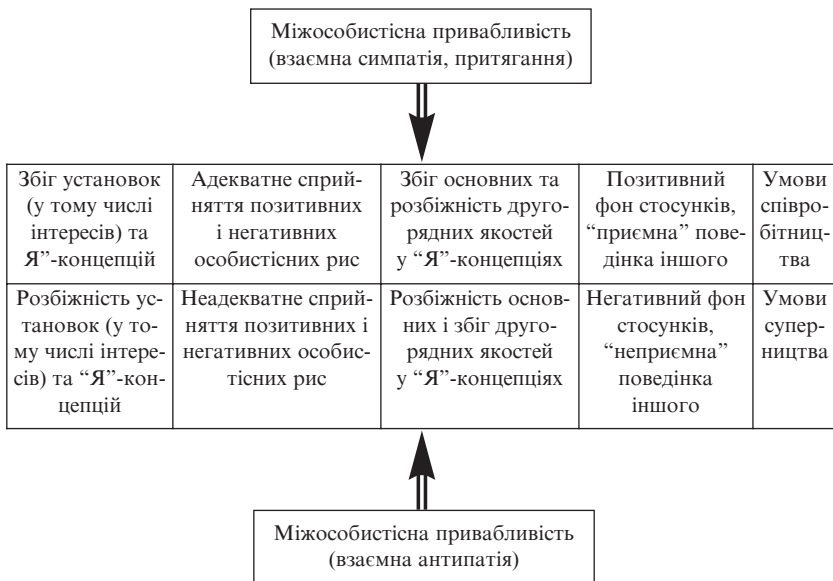 Міжособистісна привабливість
(взаємна симпатія, притягання)
Збіг установок
(у тому числі
інтересів) та
Я”-концепцій
Адекватне сприй-
няття позитивних
і негативних
особистісних рис
Збіг основних та
розбіжність друго-
рядних якостей
у “Я”-концепціях
Позитивний
фон стосунків,
“приємна” пове-
дінка іншого
Умови
співро-
бітниц-
тва
Розбіжність ус-
тановок (у то-
му числі інтере-
сів) та “Я”-кон-
цепцій
Неадекватне сприй-
няття позитивних і
негативних особис-
тісних рис
Розбіжність основ-
них і збіг друго-
рядних якостей
у “Я”-концепціях
Негативний фон
стосунків,
“неприємна”
поведінка
іншого
Умови
супер-
ництва
Міжособистісна привабливість
(взаємна антипатія)